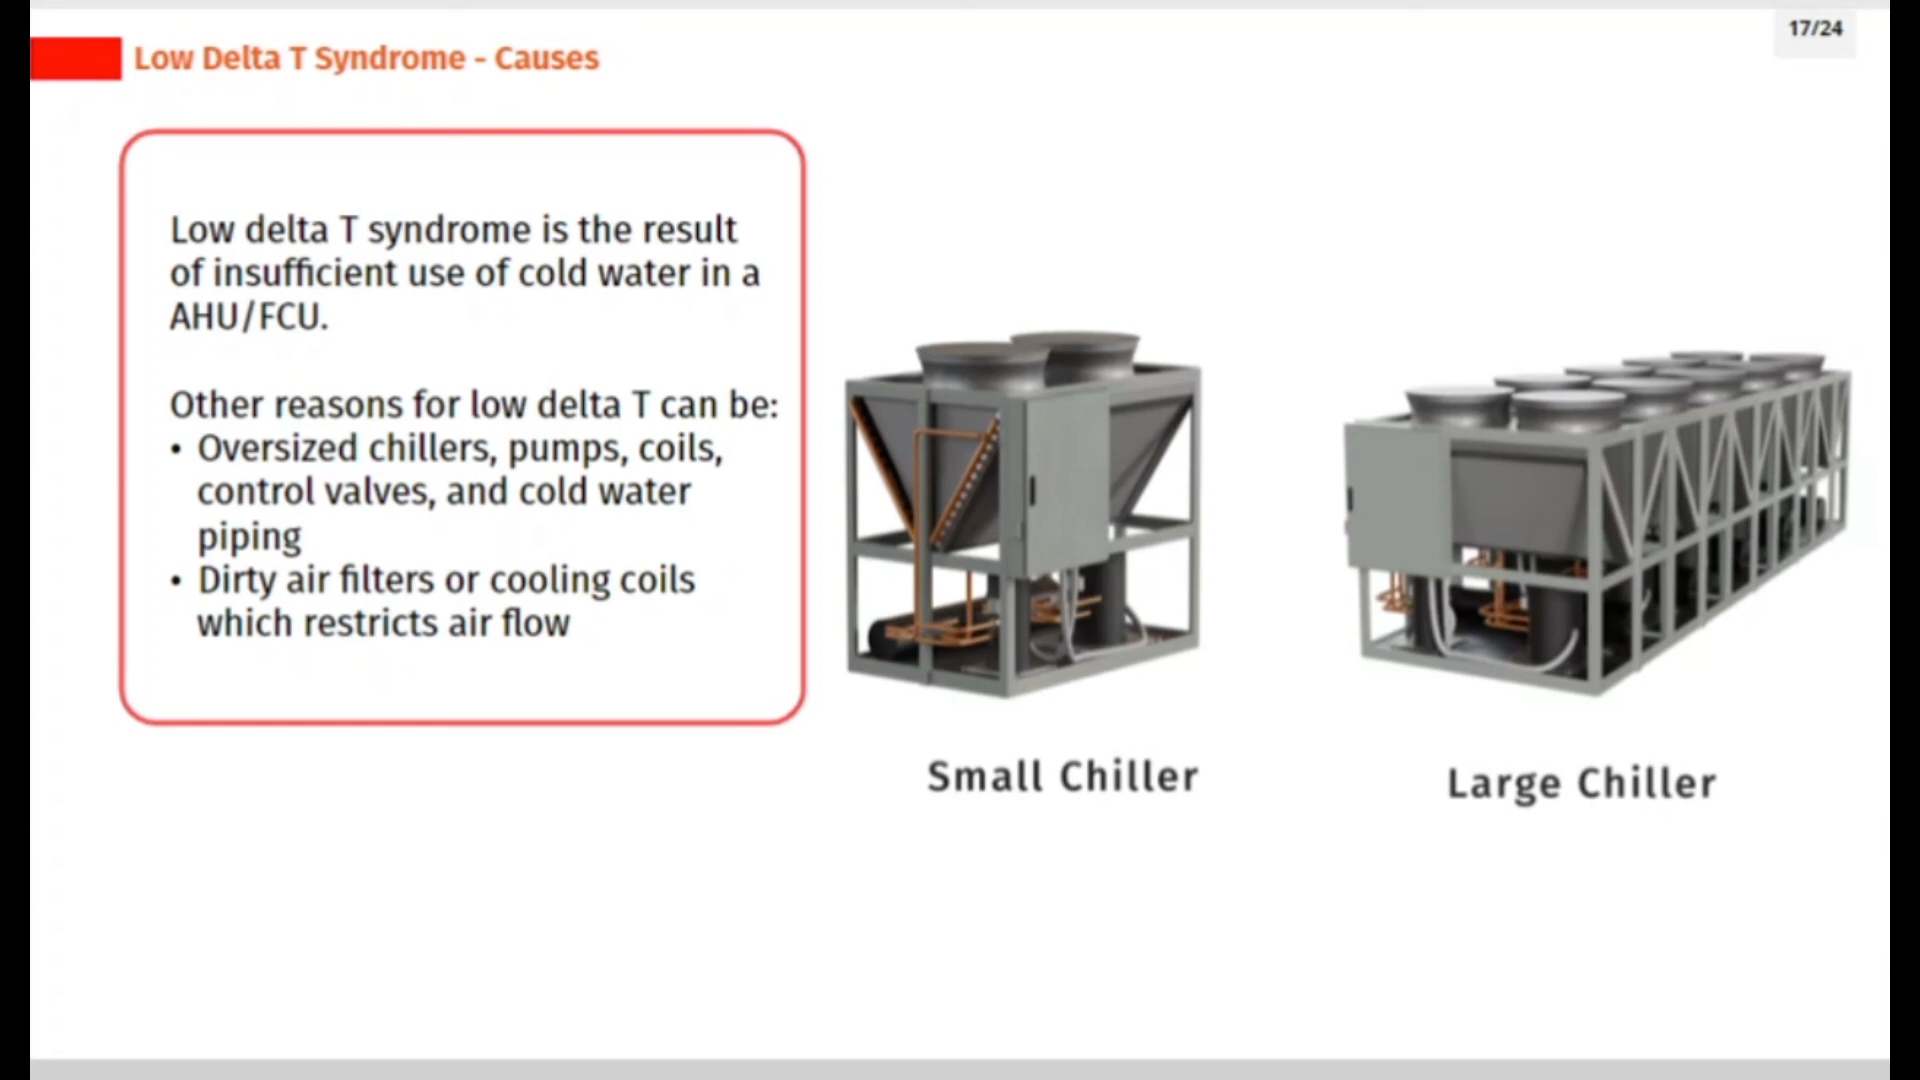 17/24
Low Delta T Syndrome - Causes
Low delta T syndrome is the result
of insufficient use of cold water in a
AHU/FCU.
Other reasons for low delta T can be:
• Oversized chillers, pumps, coils,
control valves, and cold water
piping
• Dirty air filters or cooling coils
which restricts air flow
Small Chiller
Large Chiller